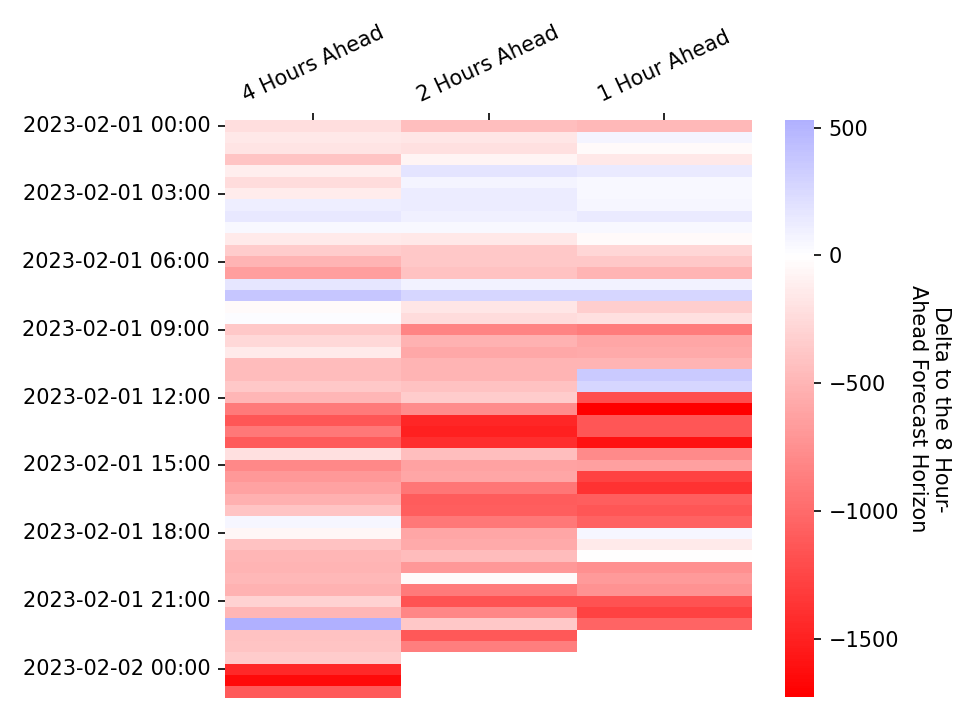 4 Hours Ahead
2 Hours Ahead
1 Hour Ahead
2023-02-01 00:00
2023-02-01 03:00
2023-02-01 06:00
2023-02-01 09:00
2023-02-01 12:00
2023-02-01 15:00
2023-02-01 18:00
2023-02-01 21:00
2023-02-02 00:00
500
0
−500
−1000
−1500
Delta to the 8 Hour-
Ahead Forecast Horizon